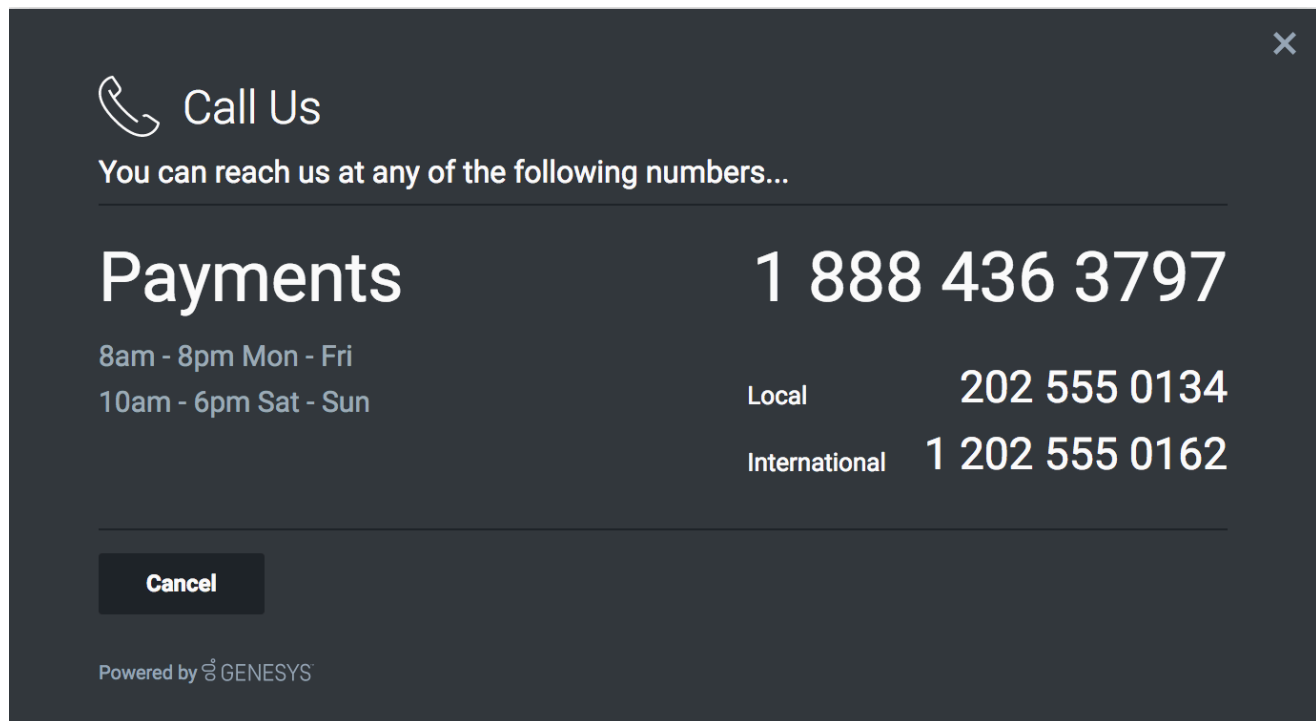 Call Us
You can reach us at any of the following numbers...
Payments
1 888 436 3797
8am - 8pm Mon - Fri
10am - 6pm Sat - Sun
Local 202 555 0134
International 1 202 555 0162
Cancel
Powered by GENESYS